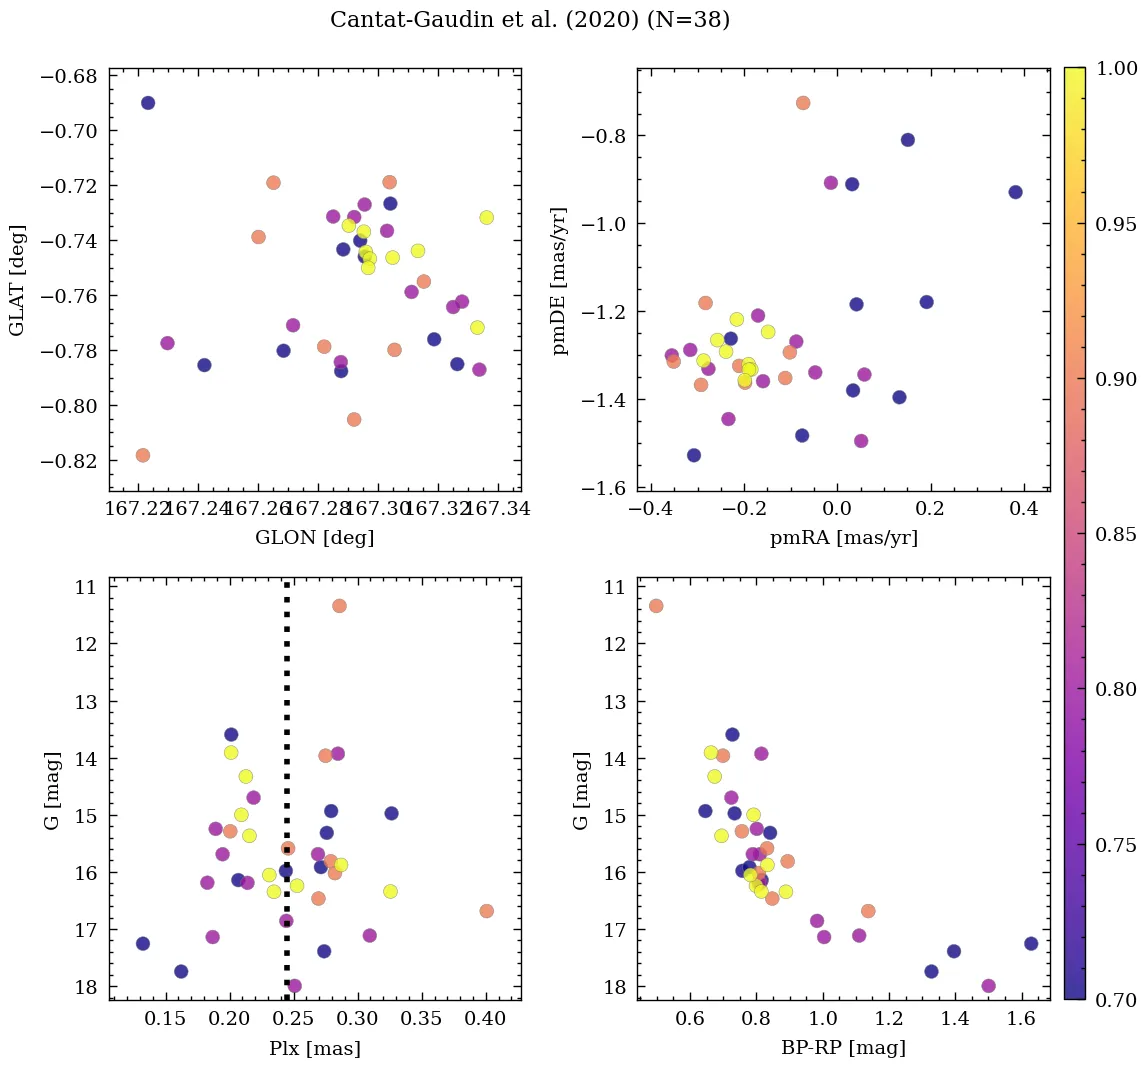 Cantat-Gaudin et al. (2020) (N=38)
−0.68
−0.70
−0.72
−0.74
−0.76
−0.78
−0.80
−0.82
GLAT [deg]
167.22 167.24 167.26 167.28 167.30 167.32 167.34
GLON [deg]
−0.8
−1.0
−1.2
−1.4
−1.6
pmDE [mas/yr]
−0.4 −0.2 0.0 0.2 0.4
pmRA [mas/yr]
11
12
13
14
15
16
17
18
G [mag]
0.15 0.20 0.25 0.30 0.35 0.40
Plx [mas]
11
12
13
14
15
16
17
18
G [mag]
0.6 0.8 1.0 1.2 1.4 1.6
BP-RP [mag]
1.00
0.95
0.90
0.85
0.80
0.75
0.70